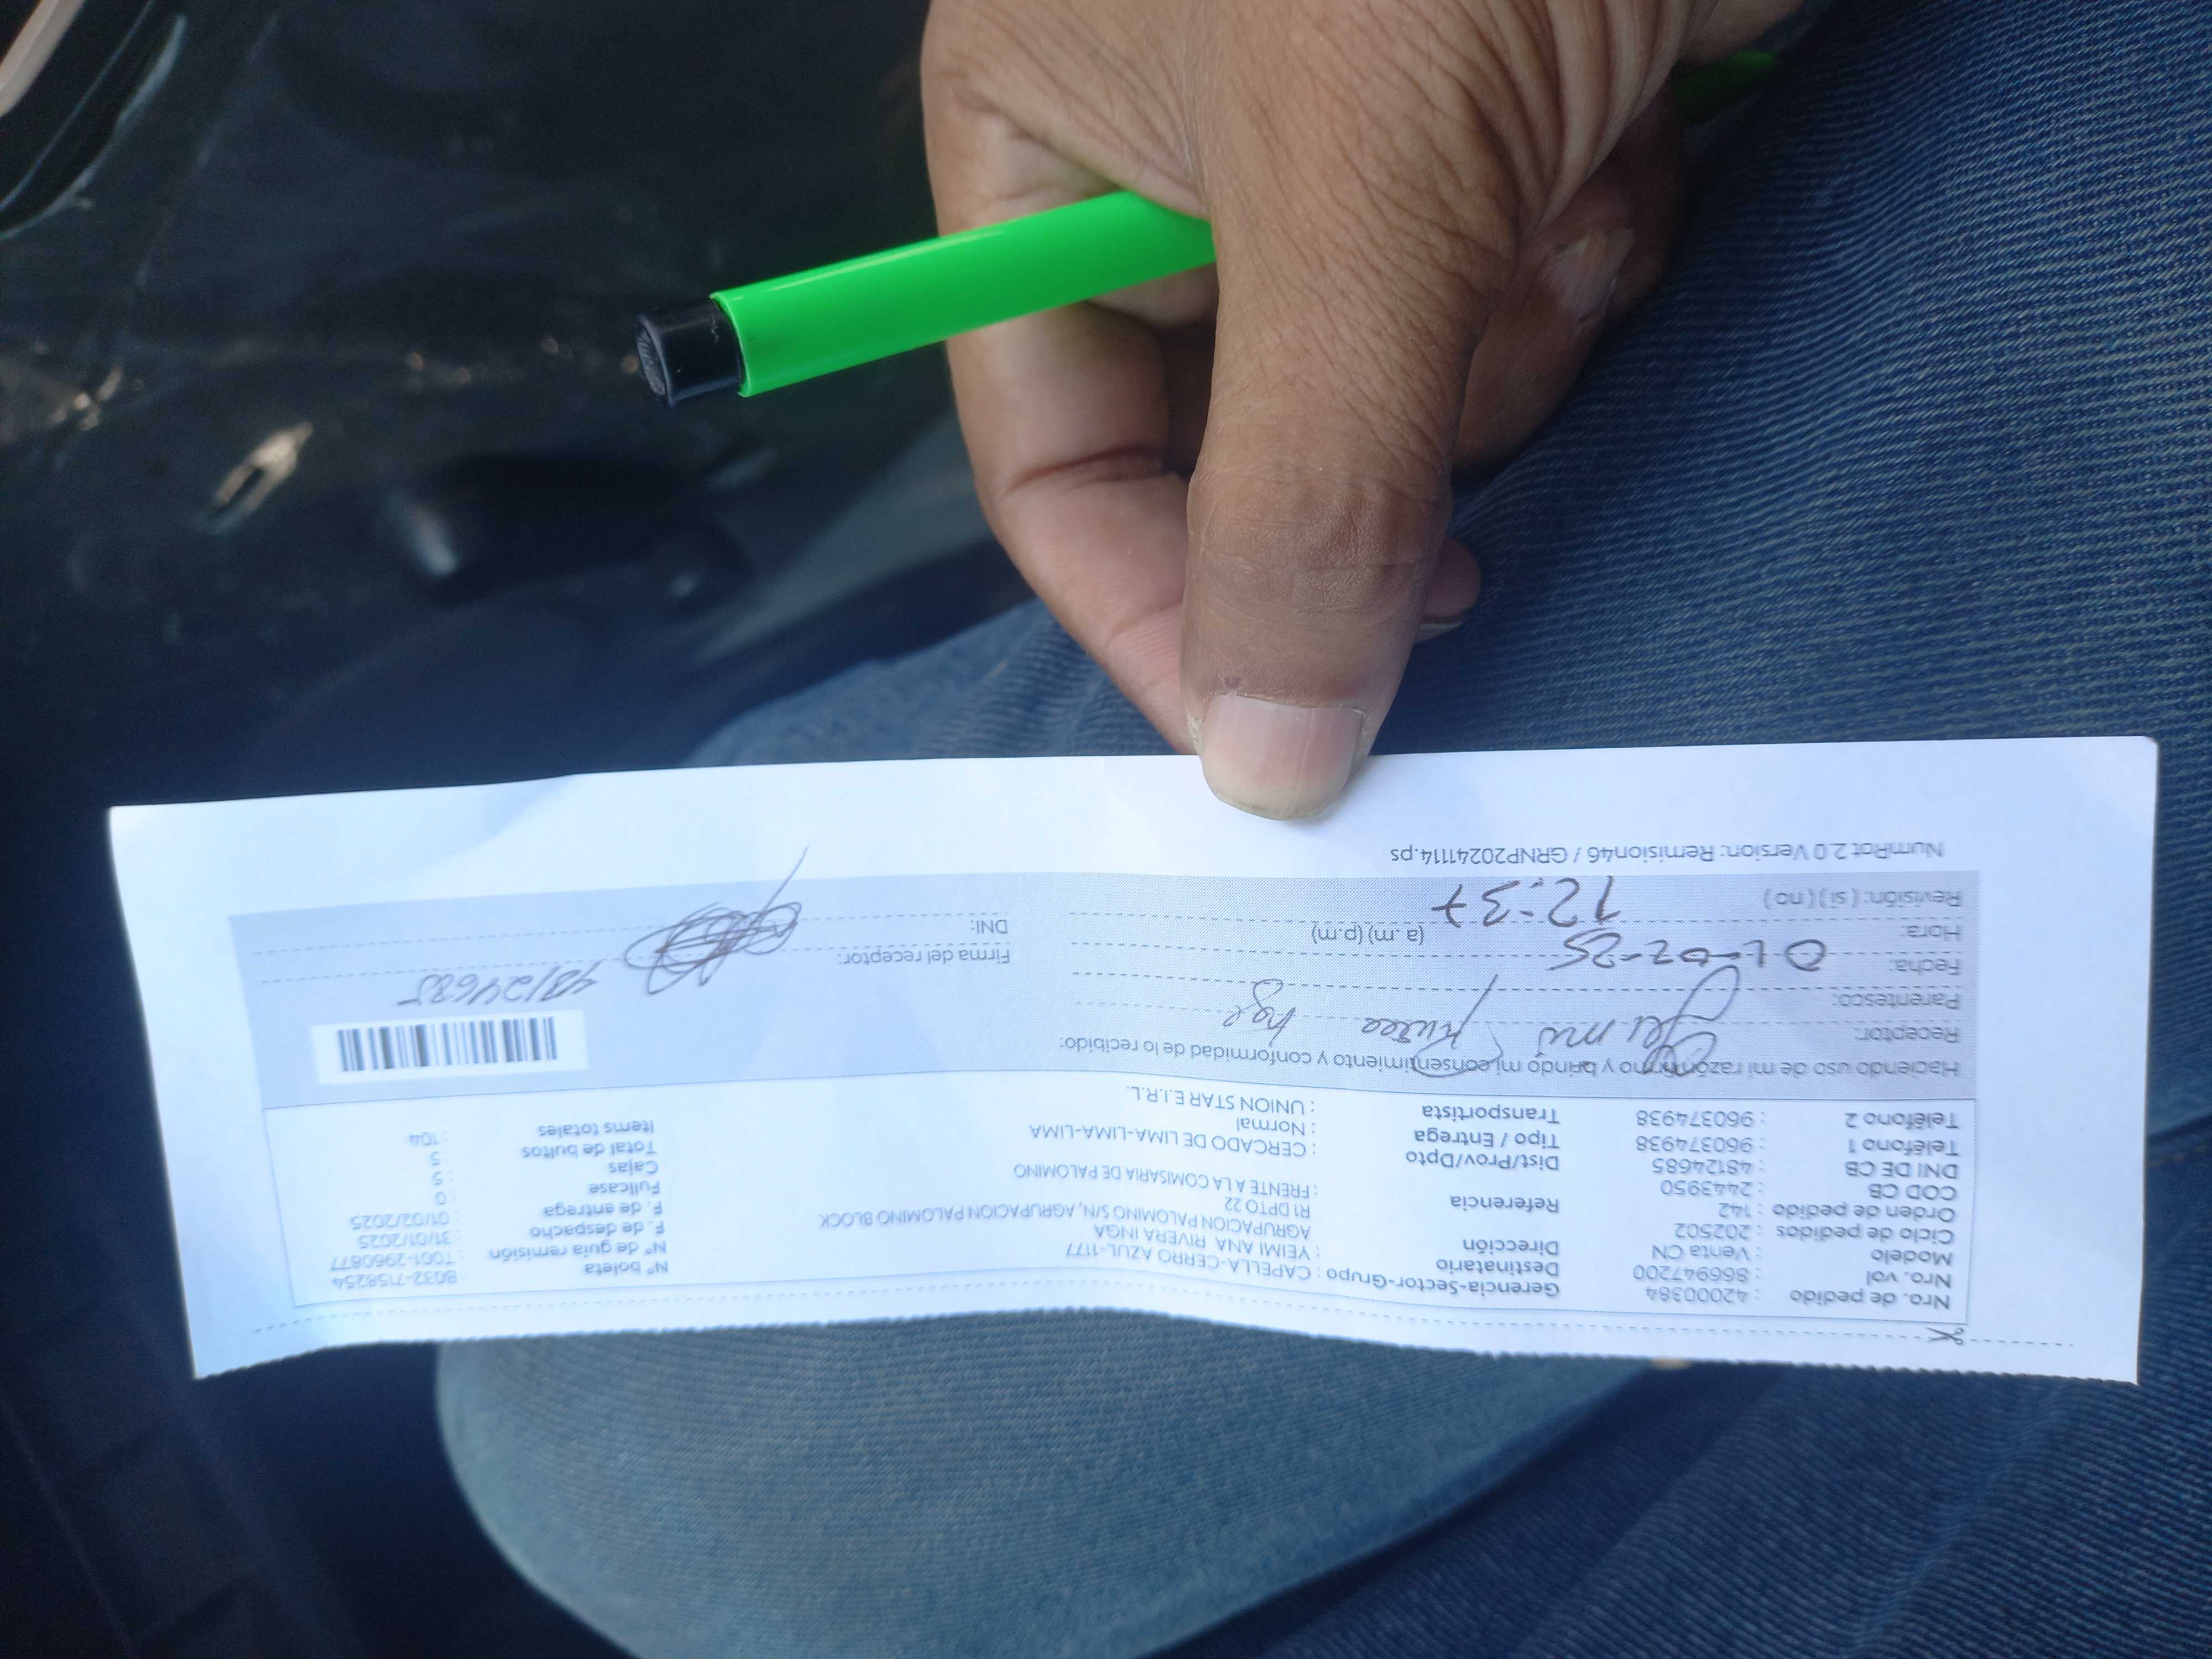 Nro. de pedido : 42000384
Nro. vol : 866947200
Modelo : Venta CN
Ciclo de pedidos : 202502
Orden de pedido : 142
COD CB : 2443950
DNI DE CB : 48124685
Teléfono 1 : 960374938
Teléfono 2 : 960374938
Gerencia-Sector-Grupo : CAPELLA-CERRO AZUL-1177
Destinatario : YEIMI ANA RIVERA INGA
Dirección AGRUPACION PALOMINO S/N, AGRUPACION PALOMINO BLOCK
R1 DPTO 22
Referencia : FRENTE A LA COMISARIA DE PALOMINO
Dist/Prov/Dpto : CERCADO DE LIMA-LIMA-LIMA
Tipo / Entrega : Normal
Transportista : UNION STAR E.I.R.L.
N° boleta : B032-7158254
N° de guía remisión : T001-2960877
F. de despacho : 31/01/2025
F. de entrega : 01/02/2025
Fullcase : 0
Cajas : 5
Total de bultos : 5
Items totales : 104
Haciendo uso de mi razón firmo y brindo mi consentimiento y conformidad de lo recibido:
Receptor:
Parentesco:
Fecha: 01-02-25
Hora: 12:37 (a.m) (p.m)
Revisión: ( si ) ( no )
48124685
Firma del receptor:
DNI:
NumRot 2.0 Version: Remision46 / GRNP20241114.ps